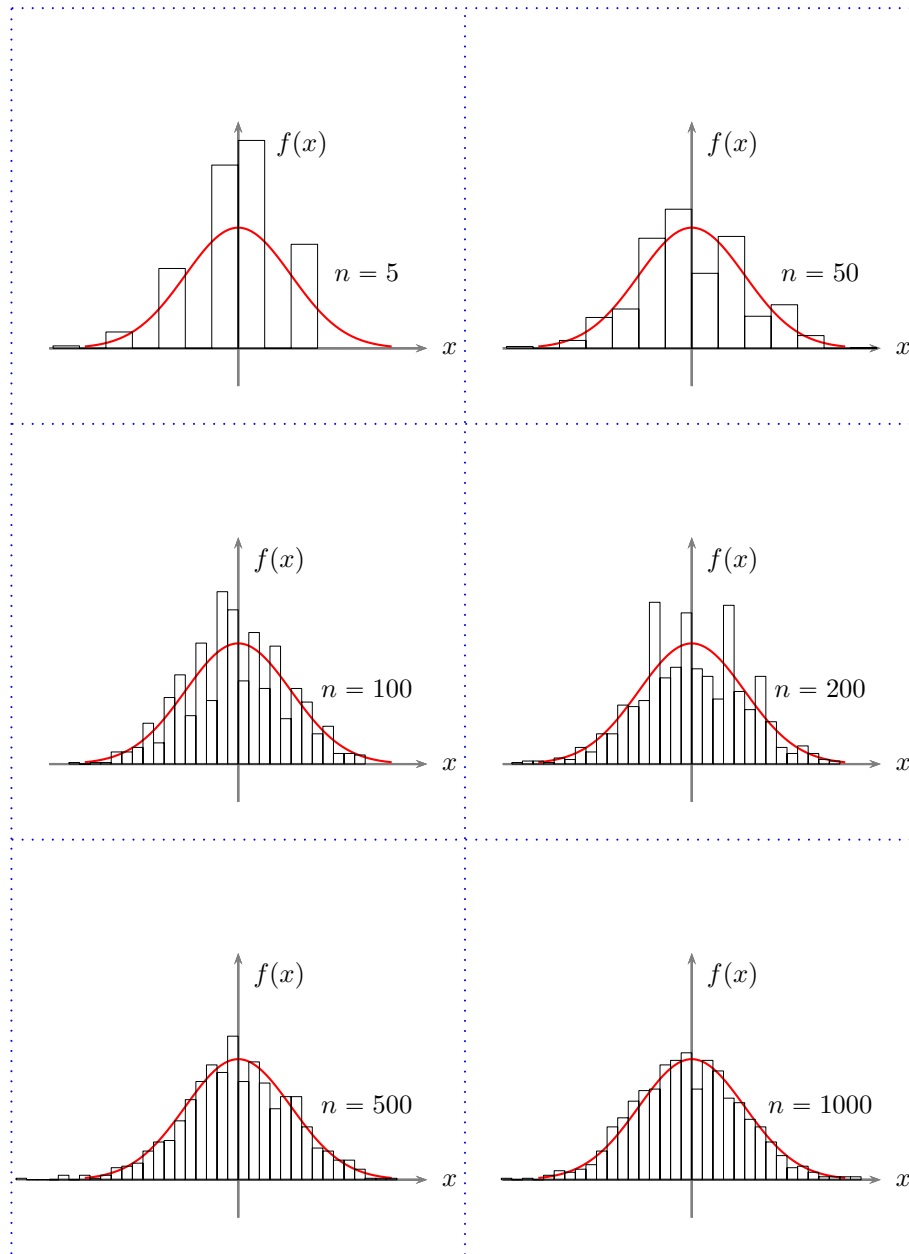 f(x)
n = 5
x
f(x)
n = 50
x
f(x)
n = 100
x
f(x)
n = 200
x
f(x)
n = 500
x
f(x)
n = 1000
x